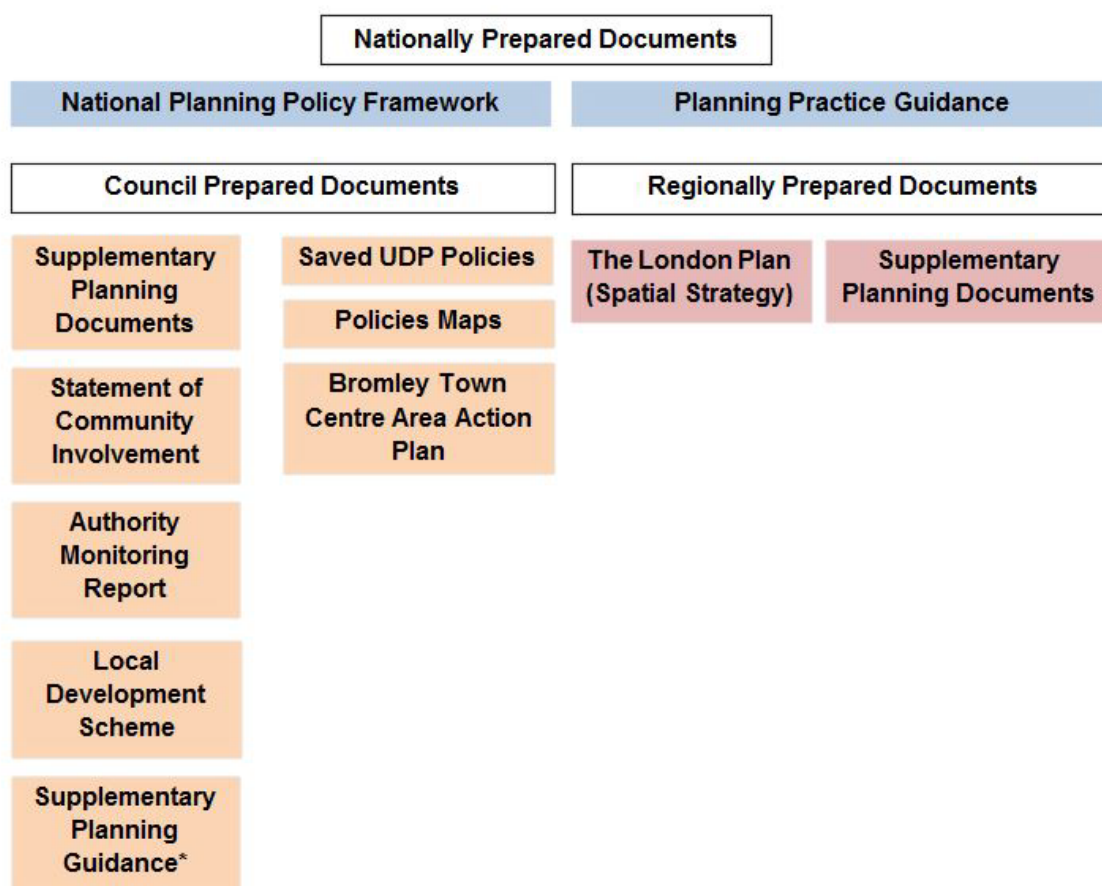 Nationally Prepared Documents
National Planning Policy Framework
Planning Practice Guidance
Council Prepared Documents
Regionally Prepared Documents
Supplementary
Planning
Documents
Statement of
Community
Involvement
Authority
Monitoring
Report
Local
Development
Scheme
Supplementary
Planning
Guidance*
Saved UDP Policies
Policies Maps
Bromley Town
Centre Area Action
Plan
The London Plan
(Spatial Strategy)
Supplementary
Planning Documents